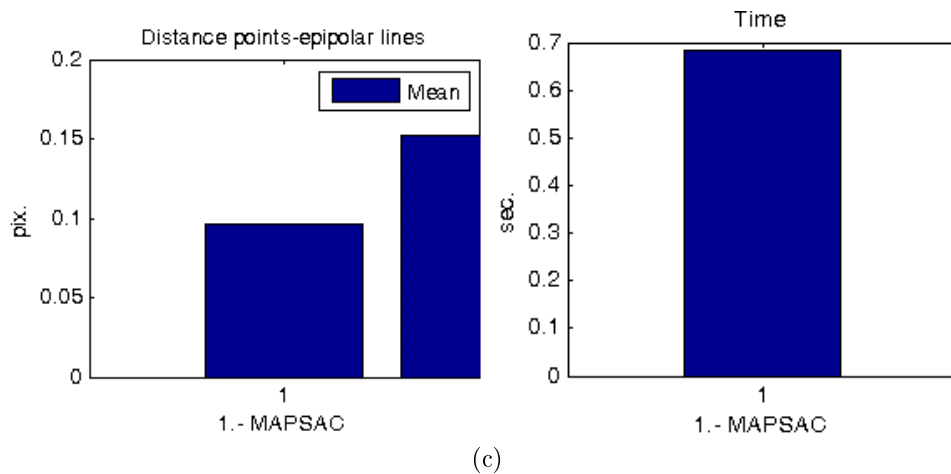 Distance points-epipolar lines
0.2
0.15
0.1
0.05
0
pix.
Mean
1
1.- MAPSAC
Time
0.7
0.6
0.5
0.4
0.3
0.2
0.1
0
sec.
1
1.- MAPSAC
(c)